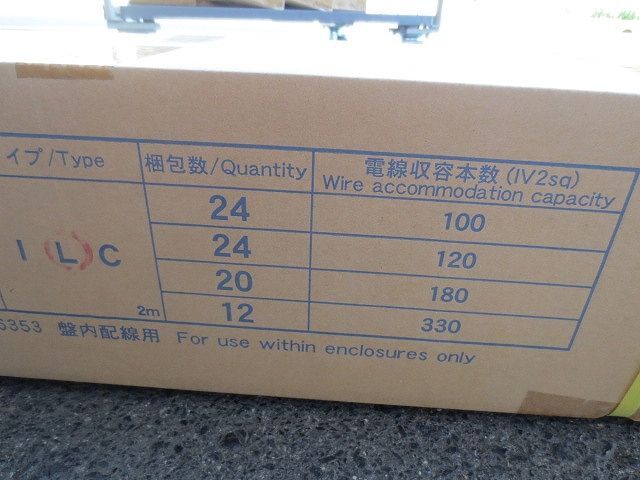 イプ/Type 梱包数/Quantity 電線収容本数(IV2sq)
Wire accommodation capacity
24 100
I L C 24 120
20 180
2m 12 330
6353 盤内配線用 For use within enclosures only